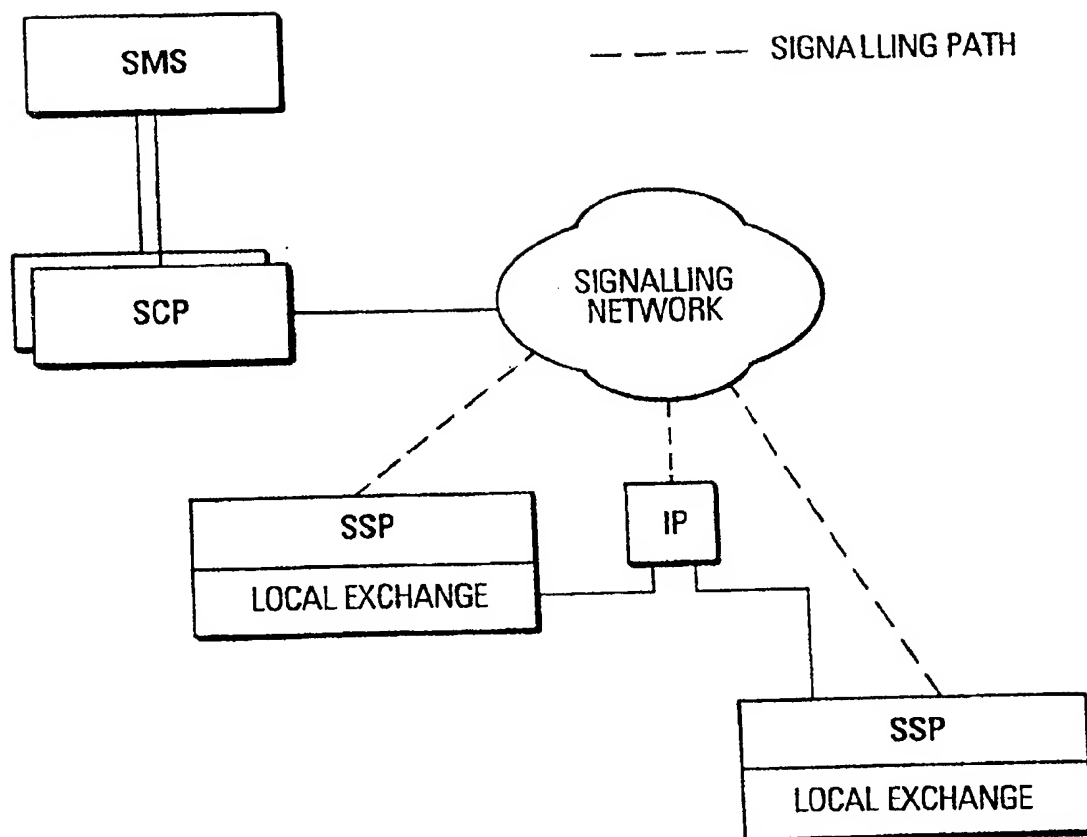 SMS
SIGNALLING PATH
SCP
SIGNALLING
NETWORK
SSP
LOCAL EXCHANGE
IP
SSP
LOCAL EXCHANGE